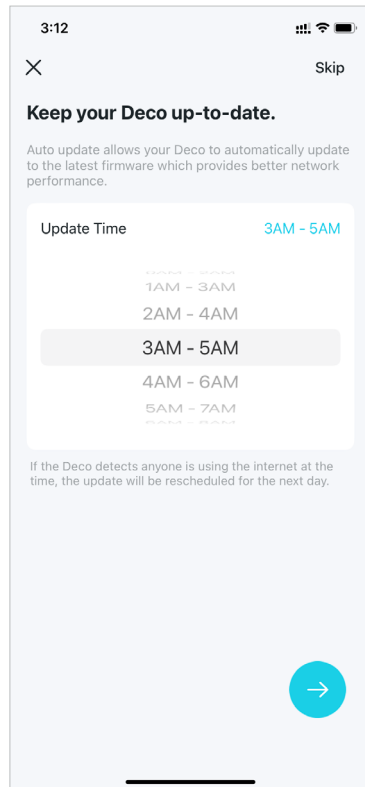 3:12
Skip
Keep your Deco up-to-date.
Auto update allows your Deco to automatically update
to the latest firmware which provides better network
performance.
Update Time 3AM - 5AM
1AM - 3AM
2AM - 4AM
3AM - 5AM
4AM - 6AM
5AM - 7AM
If the Deco detects anyone is using the internet at the
time, the update will be rescheduled for the next day.